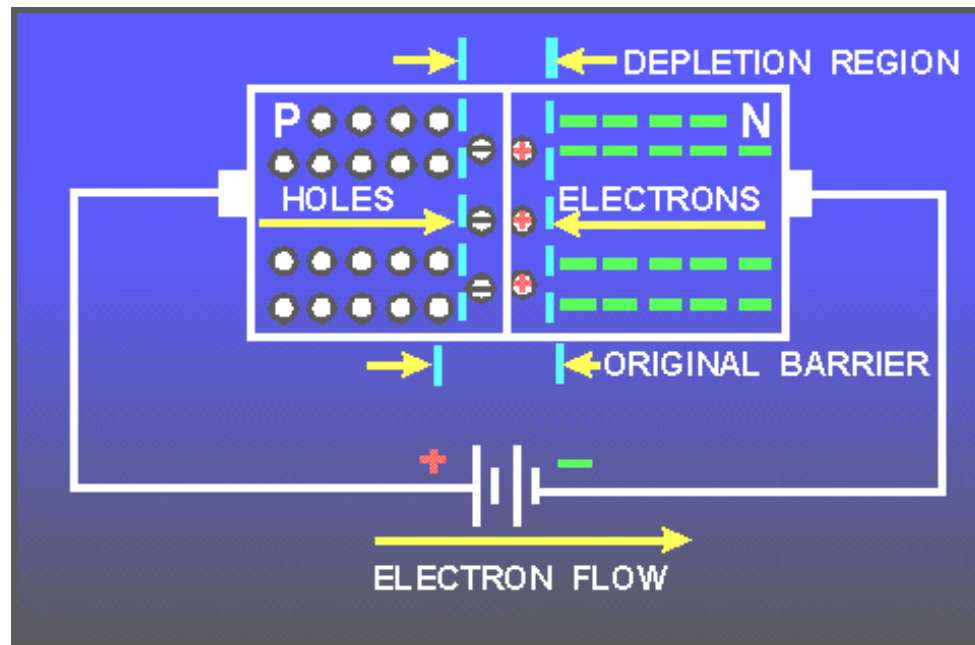 DEPLETION REGION
P
N
HOLES
ELECTRONS
ORIGINAL BARRIER
+ −
ELECTRON FLOW